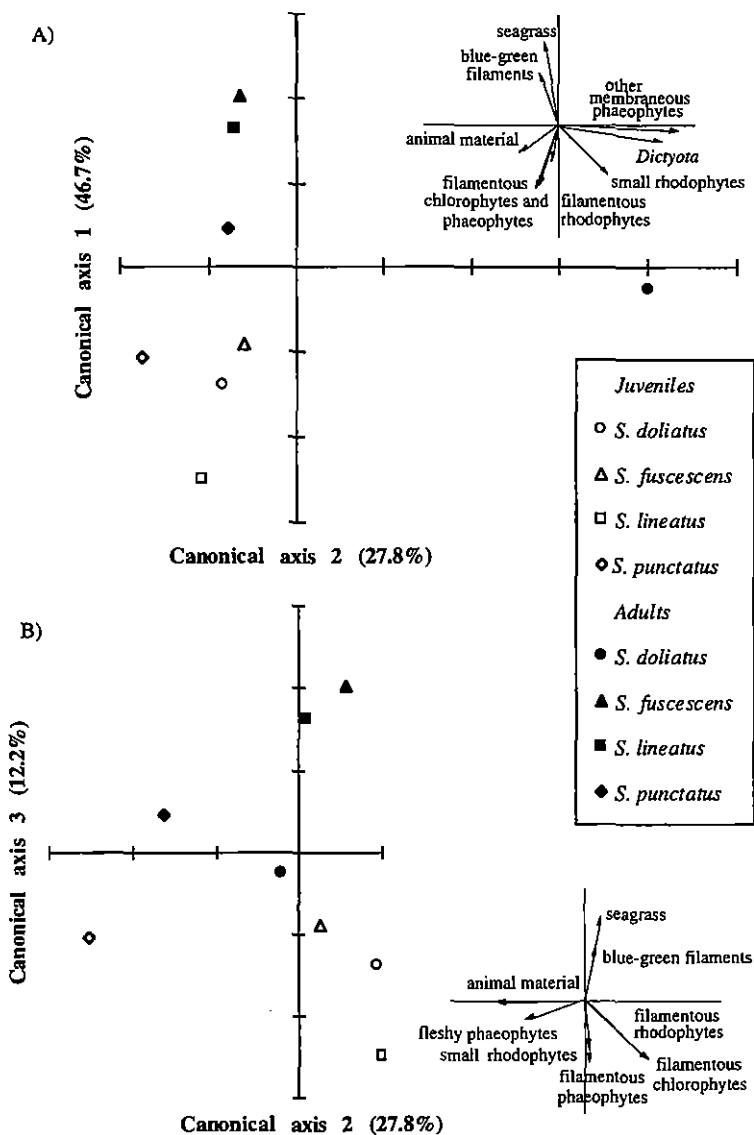 A)
seagrass
blue-green
filaments
other
membraneous
phaeophytes
animal material
Dictyota
small rhodophytes
filamentous
chlorophytes and
phaeophytes
filamentous
rhodophytes
Canonical axis 1 (46.7%)
Canonical axis 2 (27.8%)
Juveniles
S. doliatus
S. fuscescens
S. lineatus
S. punctatus
Adults
S. doliatus
S. fuscescens
S. lineatus
S. punctatus
B)
Canonical axis 3 (12.2%)
Canonical axis 2 (27.8%)
seagrass
blue-green filaments
animal material
filamentous
rhodophytes
fleshy phaeophytes
small rhodophytes
filamentous
phaeophytes
filamentous
chlorophytes